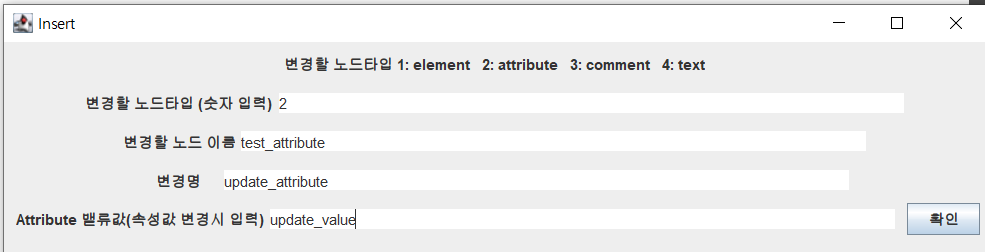 Insert
변경할 노드타입 1: element 2: attribute 3: comment 4: text
변경할 노드타입 (숫자 입력) 2
변경할 노드 이름 test_attribute
변경명 update_attribute
Attribute 밸류값(속성값 변경시 입력) update_value 확인